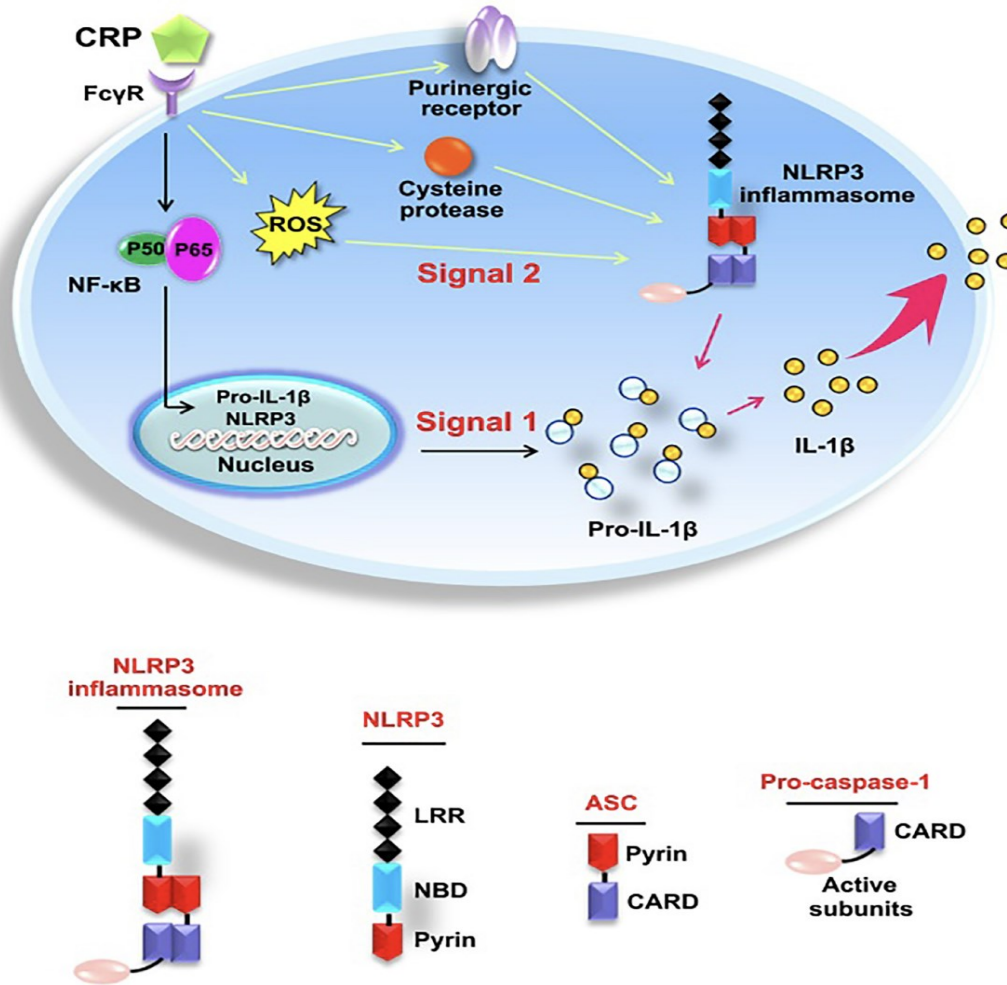 CRP
FcγR
Purinergic
receptor
Cysteine
protease
ROS
NLRP3
inflammasome
P50
P65
NF-κB
Signal 2
Pro-IL-1β
NLRP3
Nucleus
Signal 1
Pro-IL-1β
IL-1β
NLRP3
inflammasome
NLRP3
LRR
NBD
Pyrin
ASC
Pyrin
CARD
Pro-caspase-1
CARD
Active
subunits